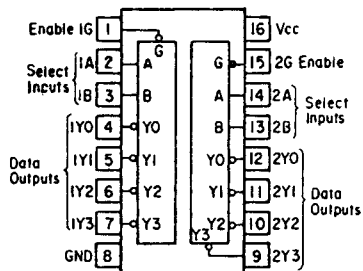 Enable 1G 1 16 Vcc
G
1A 2 A G 15 2G Enable
Select Inputs
1B 3 B A 14 2A
Select Inputs
1Y0 4 Y0 B 13 2B
1Y1 5 Y1 Y0 12 2Y0
Data Outputs
1Y2 6 Y2 Y1 11 2Y1
Data Outputs
1Y3 7 Y3 Y2 10 2Y2
Y3
GND 8 9 2Y3